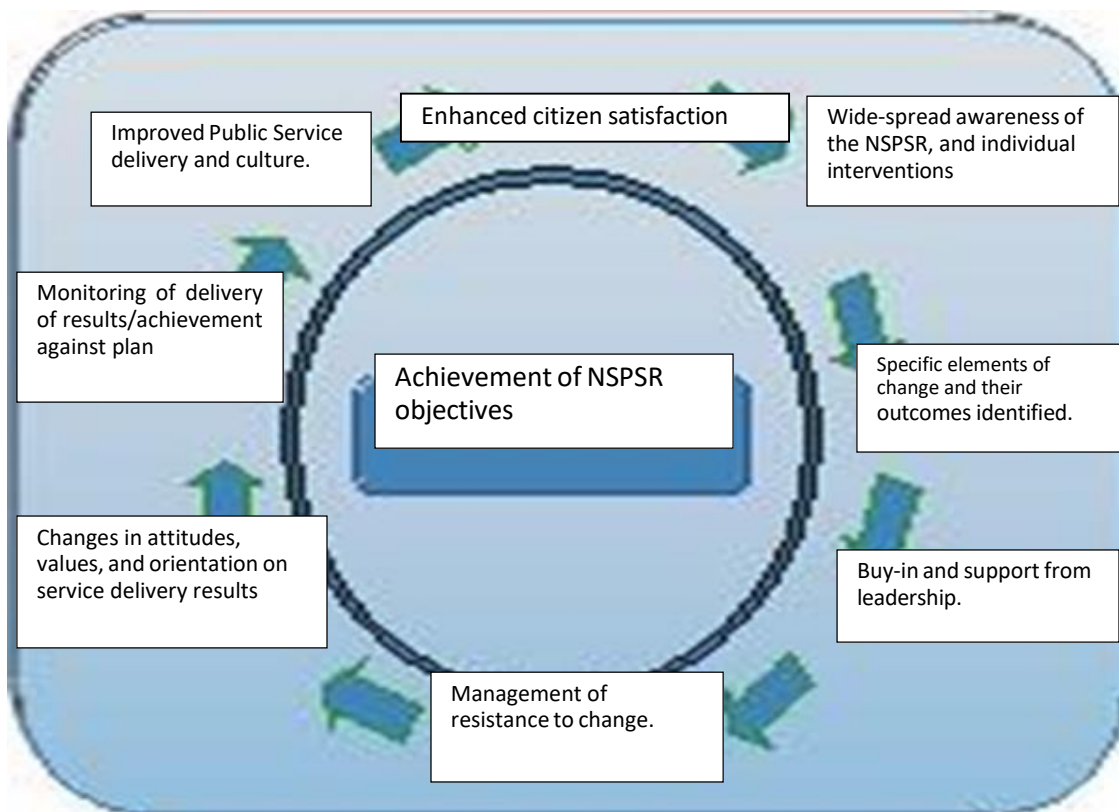 Enhanced citizen satisfaction
Wide-spread awareness of
the NSPSR, and individual
interventions
Improved Public Service
delivery and culture.
Monitoring of delivery
of results/achievement
against plan
Achievement of NSPSR
objectives
Specific elements of
change and their
outcomes identified.
Changes in attitudes,
values, and orientation on
service delivery results
Buy-in and support from
leadership.
Management of
resistance to change.